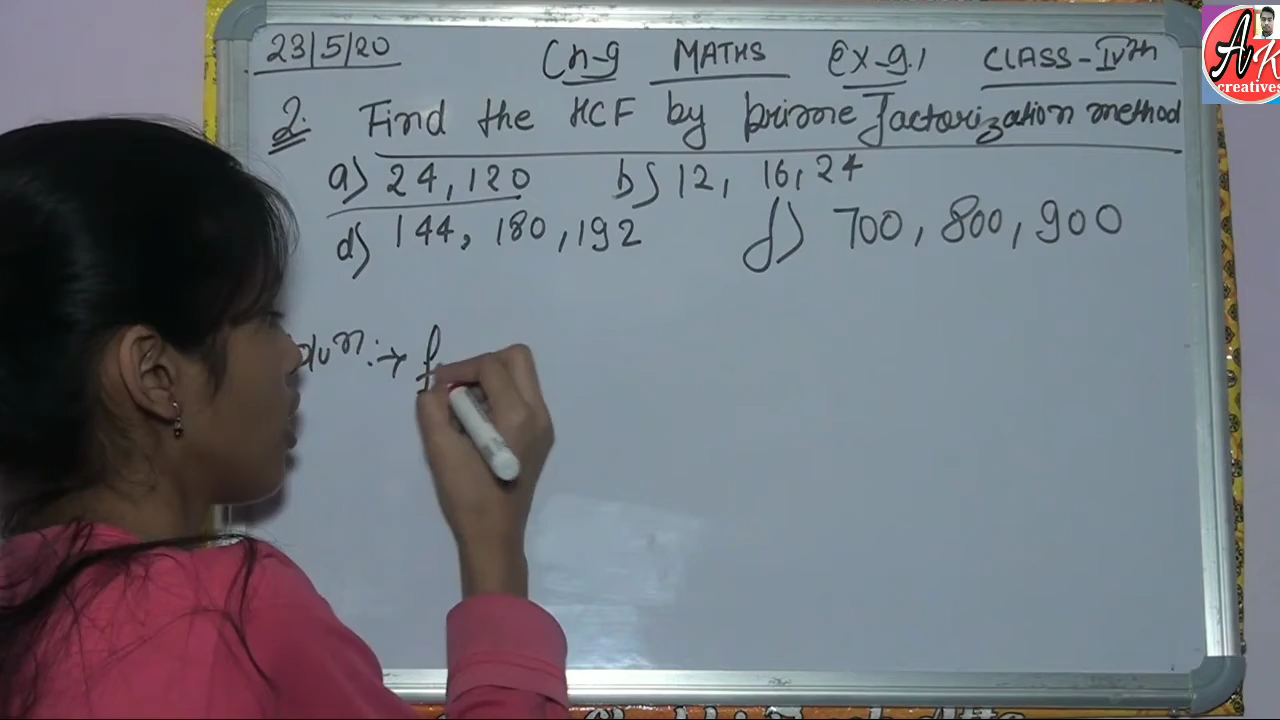 23/5/20 Ch-9 MATHS EX-9.1 CLASS-IVth
2. Find the HCF by prime factorization method
a) 24, 120 b) 12, 16, 24
d) 144, 180, 192 f) 700, 800, 900
AK
creatives